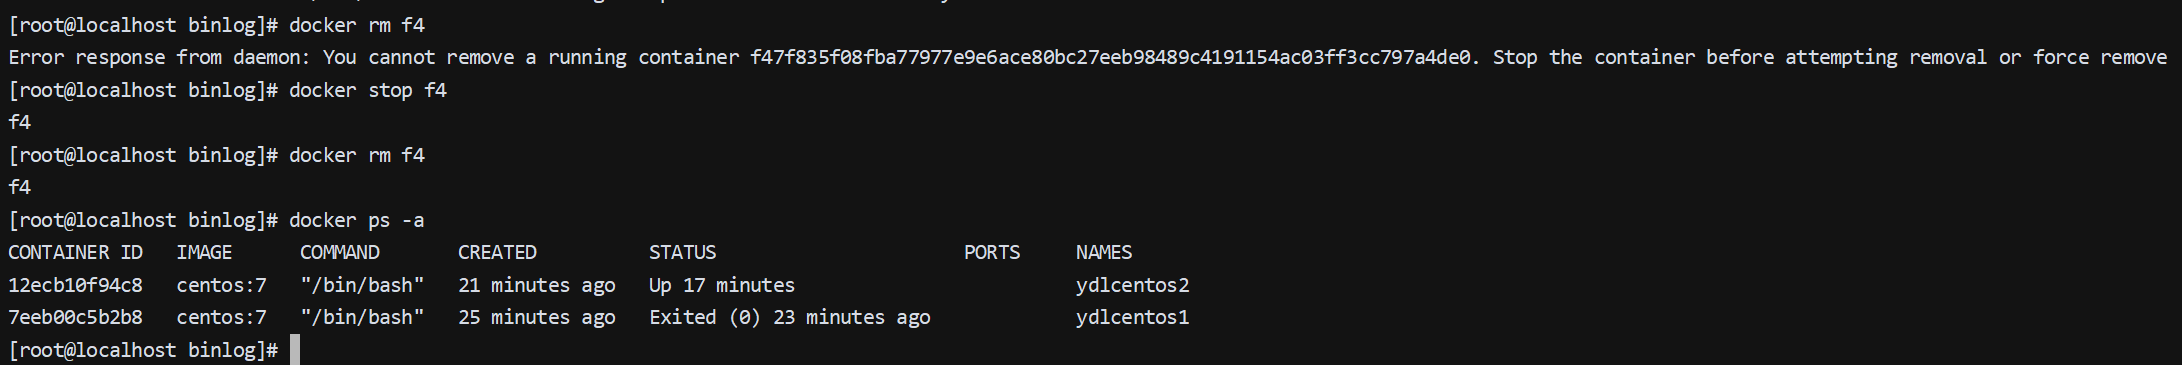 [root@localhost binlog]# docker rm f4
Error response from daemon: You cannot remove a running container f47f835f08fba77977e9e6ace80bc27eeb98489c4191154ac03ff3cc797a4de0. Stop the container before attempting removal or force remove
[root@localhost binlog]# docker stop f4
f4
[root@localhost binlog]# docker rm f4
f4
[root@localhost binlog]# docker ps -a
CONTAINER ID   IMAGE      COMMAND       CREATED          STATUS                      PORTS     NAMES
12ecb10f94c8   centos:7   "/bin/bash"   21 minutes ago   Up 17 minutes                         ydlcentos2
7eeb00c5b2b8   centos:7   "/bin/bash"   25 minutes ago   Exited (0) 23 minutes ago             ydlcentos1
[root@localhost binlog]#